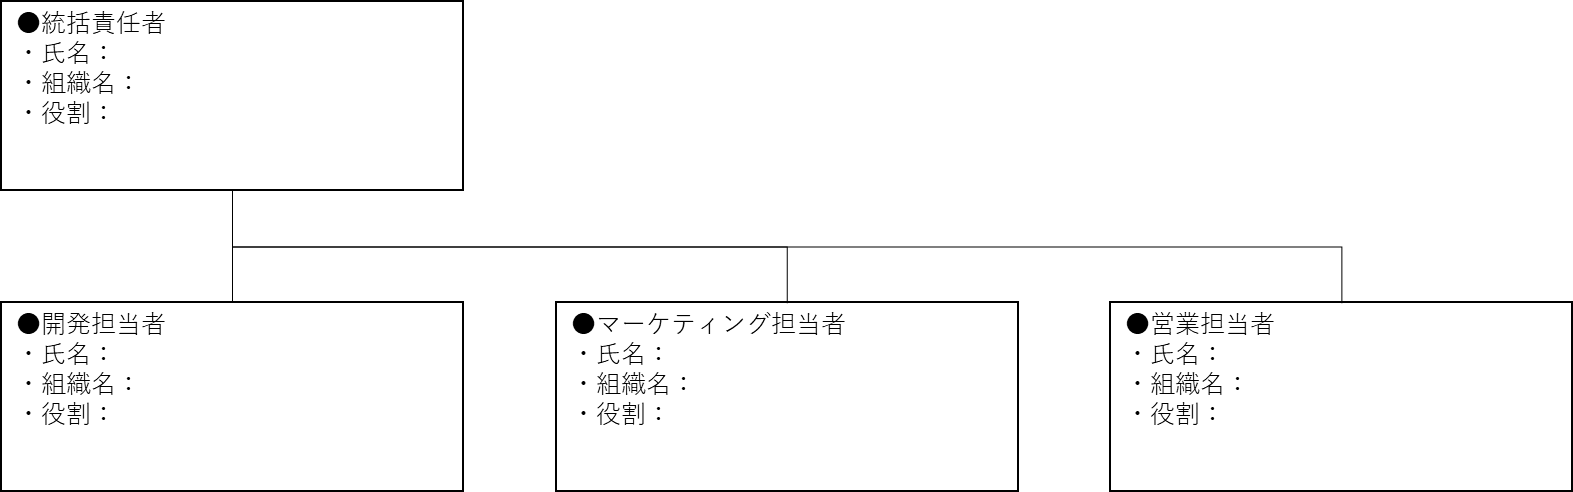 ●統括責任者
・氏名：
・組織名：
・役割：
●開発担当者
・氏名：
・組織名：
・役割：
●マーケティング担当者
・氏名：
・組織名：
・役割：
●営業担当者
・氏名：
・組織名：
・役割：